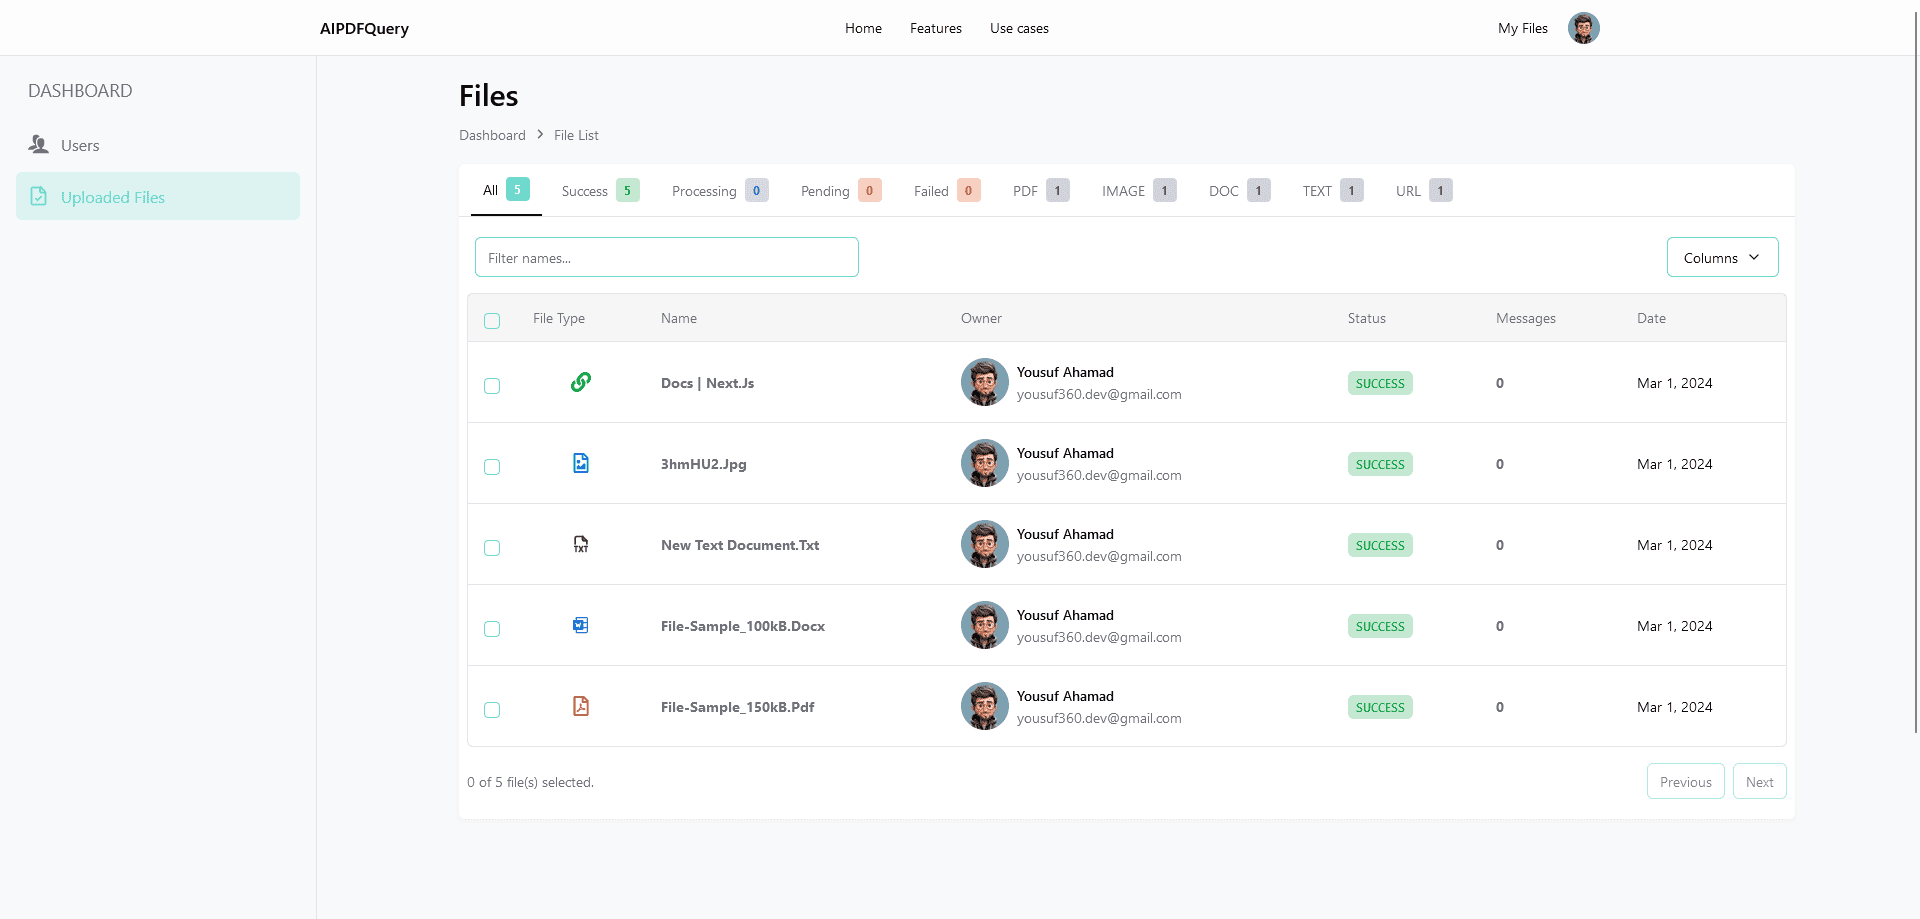 AIPDFQuery
Home Features Use cases
My Files
DASHBOARD
Users
Uploaded Files
Files
Dashboard File List
All 5 Success 5 Processing 0 Pending 0 Failed 0 PDF 1 IMAGE 1 DOC 1 TEXT 1 URL 1
Filter names...
Columns
File Type Name Owner Status Messages Date
Docs | Next.Js Yousuf Ahamad SUCCESS 0 Mar 1, 2024
yousuf360.dev@gmail.com
3hmHU2.Jpg Yousuf Ahamad SUCCESS 0 Mar 1, 2024
yousuf360.dev@gmail.com
TXT New Text Document.Txt Yousuf Ahamad SUCCESS 0 Mar 1, 2024
yousuf360.dev@gmail.com
W File-Sample_100kB.Docx Yousuf Ahamad SUCCESS 0 Mar 1, 2024
yousuf360.dev@gmail.com
File-Sample_150kB.Pdf Yousuf Ahamad SUCCESS 0 Mar 1, 2024
yousuf360.dev@gmail.com
0 of 5 file(s) selected.
Previous Next